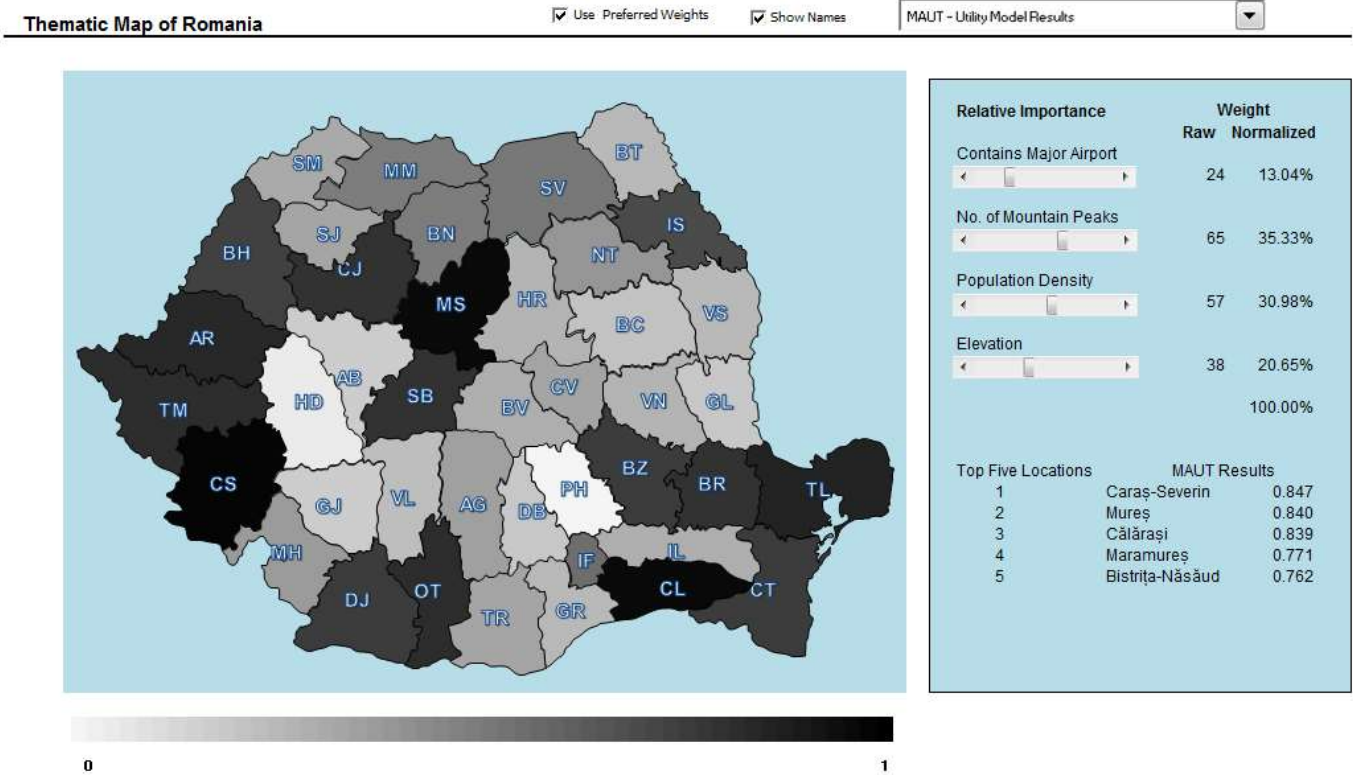 Thematic Map of Romania
Use Preferred Weights
Show Names
MAUT - Utility Model Results
SM
MM
BT
SV
IS
BH
SJ
CJ
BN
NT
MS
HR
BC
VS
AR
TM
HD
AB
SB
BV
CV
VN
GL
CS
GJ
VL
AG
DB
PH
BZ
BR
TL
MH
DJ
OT
TR
GR
IF
IL
CL
CT
0 1
Relative Importance Weight
Raw Normalized
Contains Major Airport
24 13.04%
No. of Mountain Peaks
65 35.33%
Population Density
57 30.98%
Elevation
38 20.65%
100.00%
Top Five Locations MAUT Results
1 Caraș-Severin 0.847
2 Mureș 0.840
3 Călărași 0.839
4 Maramureș 0.771
5 Bistrița-Năsăud 0.762